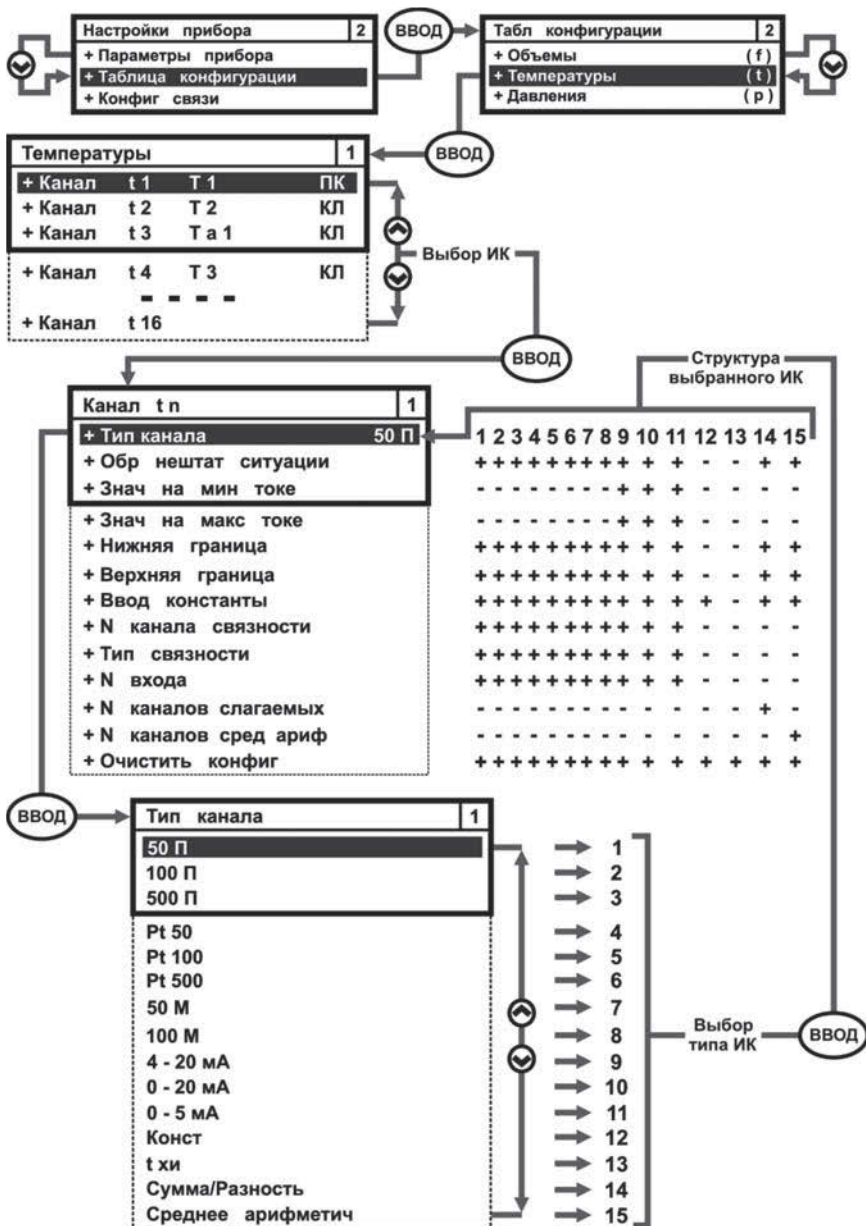 Настройки прибора 2
+ Параметры прибора
+ Таблица конфигурации
+ Конфиг связи
ВВОД
Табл конфигурации 2
+ Объемы (f)
+ Температуры (t)
+ Давления (p)
ВВОД
Температуры 1
+ Канал t 1 T 1 ПК
+ Канал t 2 T 2 КЛ
+ Канал t 3 T a 1 КЛ
+ Канал t 4 T 3 КЛ
- - - -
+ Канал t 16
Выбор ИК
ВВОД
Структура
выбранного ИК
Канал t n 1
+ Тип канала 50 П 1 2 3 4 5 6 7 8 9 10 11 12 13 14 15
+ Обр нештат ситуации + + + + + + + + + + + - - + +
+ Знач на мин токе - - - - - - - - + + + - - - -
+ Знач на макс токе - - - - - - - - + + + - - - -
+ Нижняя граница + + + + + + + + + + + - - + +
+ Верхняя граница + + + + + + + + + + + - - + +
+ Ввод константы + + + + + + + + + + + + - + +
+ N канала связности + + + + + + + + + + + - - - -
+ Тип связности + + + + + + + + + + + - - - -
+ N входа + + + + + + + + + + + - - - -
+ N каналов слагаемых - - - - - - - - - - - - - + -
+ N каналов сред ариф - - - - - - - - - - - - - - +
+ Очистить конфиг + + + + + + + + + + + + + + +
ВВОД
Тип канала 1
50 П 1
100 П 2
500 П 3
Pt 50 4
Pt 100 5
Pt 500 6
50 М 7
100 М 8
4 - 20 мА 9
0 - 20 мА 10
0 - 5 мА 11
Конст 12
t хи 13
Сумма/Разность 14
Среднее арифметич 15
Выбор
типа ИК
ВВОД